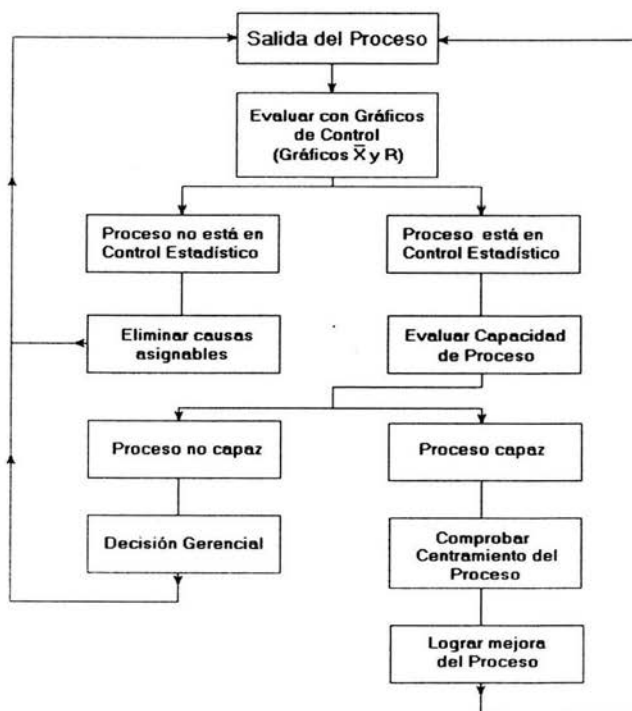 Salida del Proceso
Evaluar con Gráficos
de Control
(Gráficos X̅ y R)
Proceso no está en
Control Estadístico
Proceso está en
Control Estadístico
Eliminar causas
asignables
Evaluar Capacidad
de Proceso
Proceso no capaz
Proceso capaz
Decisión Gerencial
Comprobar
Centramiento del
Proceso
Lograr mejora
del Proceso